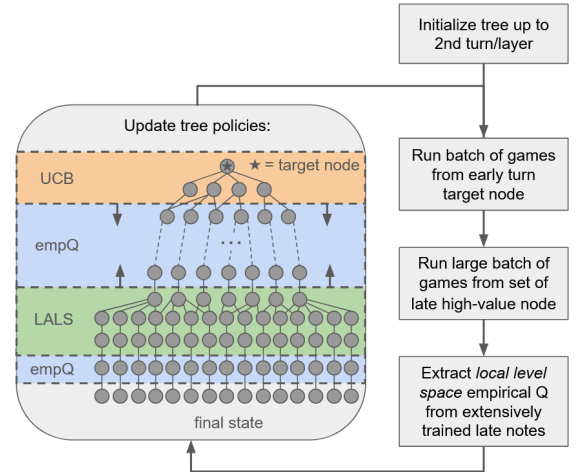 Initialize tree up to
2nd turn/layer
Update tree policies:
★ = target node
UCB
empQ
...
LALS
empQ
final state
Run batch of games
from early turn
target node
Run large batch of
games from set of
late high-value node
Extract local level
space empirical Q
from extensively
trained late notes